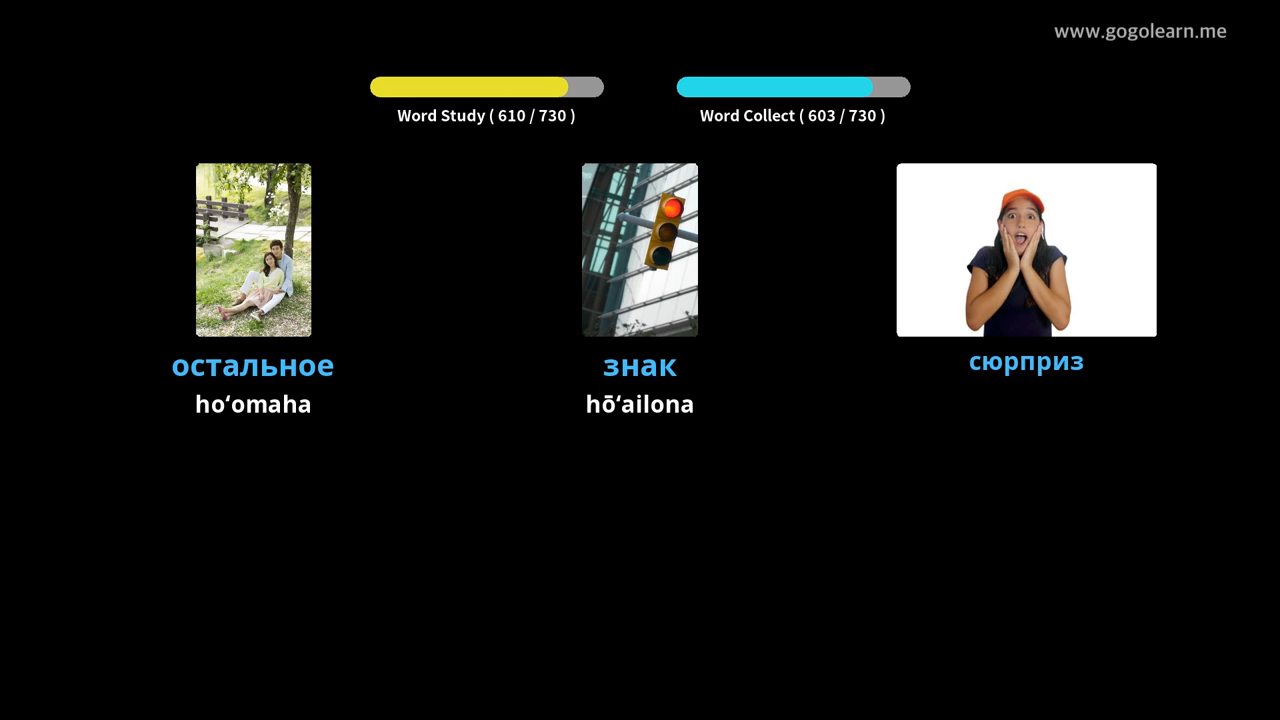 www.gogolearn.me
Word Study ( 610 / 730 )
Word Collect ( 603 / 730 )
остальное
hoʻomaha
знак
hōʻailona
сюрприз